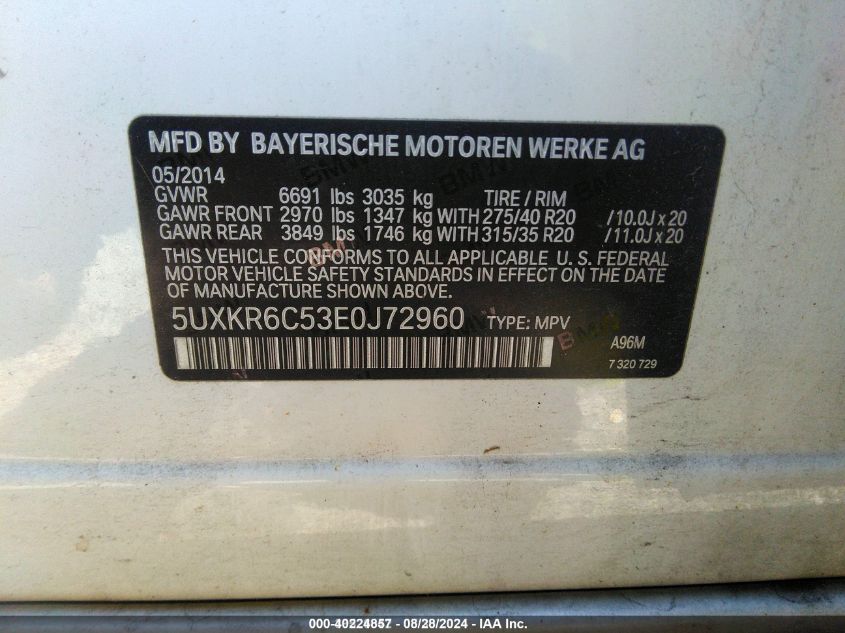 MFD BY BAYERISCHE MOTOREN WERKE AG
05/2014
GVWR 6691 lbs 3035 kg TIRE / RIM
GAWR FRONT 2970 lbs 1347 kg WITH 275/40 R20 /10.0J x 20
GAWR REAR 3849 lbs 1746 kg WITH 315/35 R20 /11.0J x 20
THIS VEHICLE CONFORMS TO ALL APPLICABLE U. S. FEDERAL
MOTOR VEHICLE SAFETY STANDARDS IN EFFECT ON THE DATE
OF MANUFACTURE SHOWN ABOVE.
5UXKR6C53E0J72960 TYPE: MPV
A96M
7 320 729
000-40224857 - 08/28/2024 - IAA Inc.